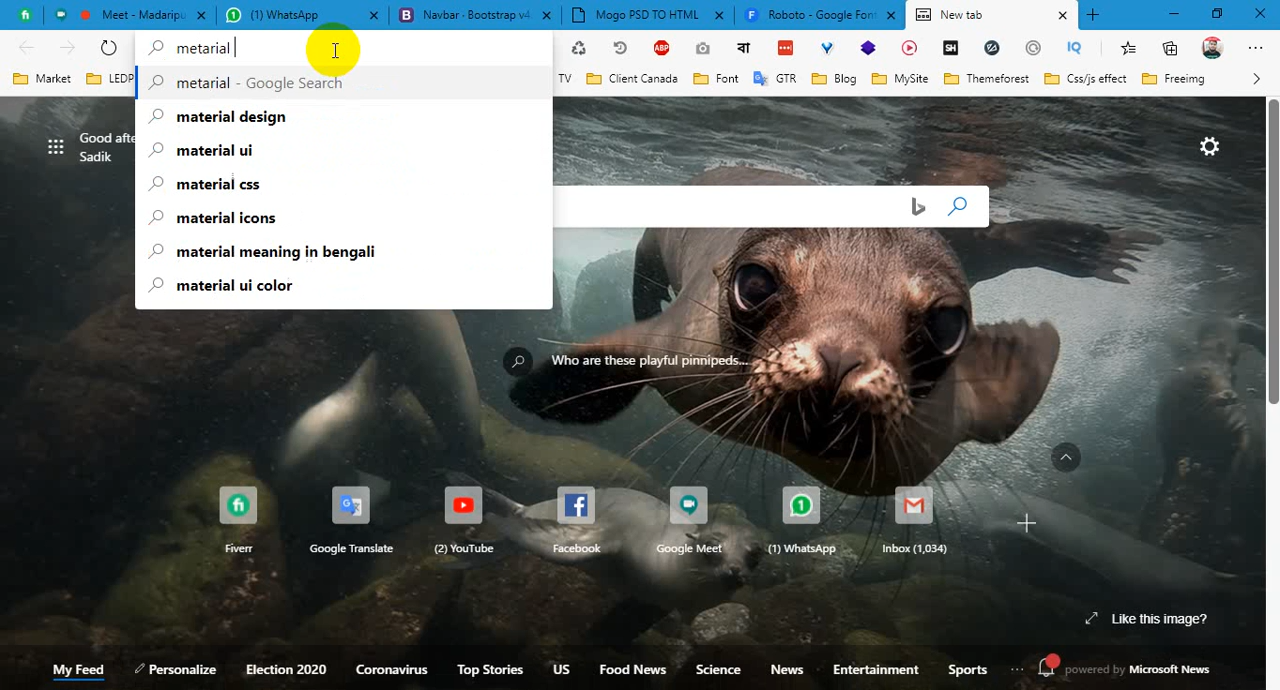 Meet - Madaripu
(1) WhatsApp
Navbar · Bootstrap v4
Mogo PSD TO HTML
Roboto - Google Font
New tab
metarial
ABP
বা
SH
IQ
Market
LEDP
TV
Client Canada
Font
GTR
Blog
MySite
Themeforest
Css/js effect
Freeimg
metarial - Google Search
material design
material ui
material css
material icons
material meaning in bengali
material ui color
Good afte
Sadik
Who are these playful pinnipeds...
Fiverr
Google Translate
(2) YouTube
Facebook
Google Meet
(1) WhatsApp
Inbox (1,034)
Like this image?
My Feed
Personalize
Election 2020
Coronavirus
Top Stories
US
Food News
Science
News
Entertainment
Sports
powered by Microsoft News